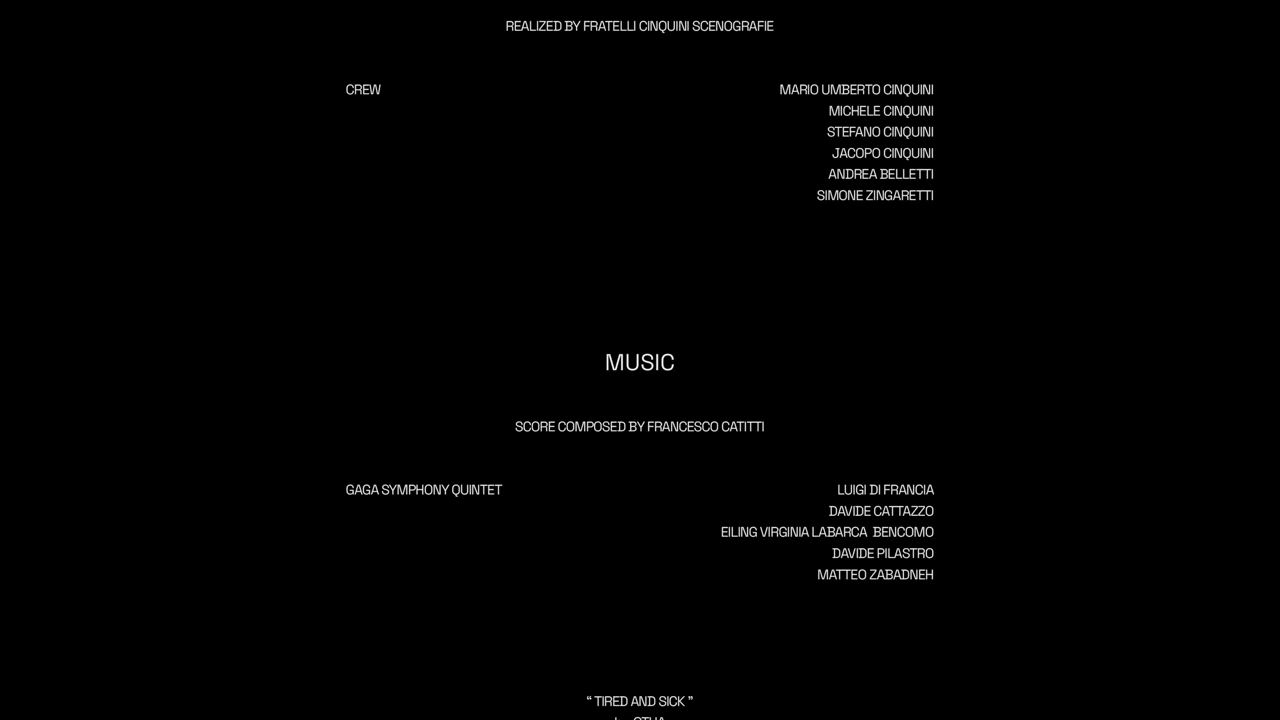 REALIZED BY FRATELLI CINQUINI SCENOGRAFIE
CREW MARIO UMBERTO CINQUINI
MICHELE CINQUINI
STEFANO CINQUINI
JACOPO CINQUINI
ANDREA BELLETTI
SIMONE ZINGARETTI
MUSIC
SCORE COMPOSED BY FRANCESCO CATITTI
GAGA SYMPHONY QUINTET LUIGI DI FRANCIA
DAVIDE CATTAZZO
EILING VIRGINIA LABARCA BENCOMO
DAVIDE PILASTRO
MATTEO ZABADNEH
“ TIRED AND SICK ”